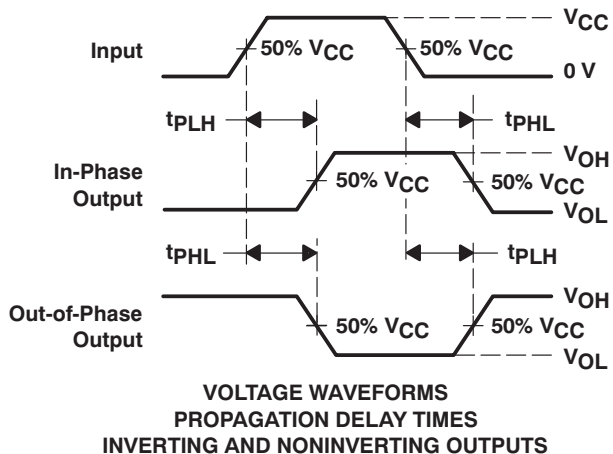 VCC
Input
50% VCC
50% VCC
0 V
tPLH
tPHL
VOH
In-Phase
Output
50% VCC
50% VCC
VOL
tPHL
tPLH
VOH
Out-of-Phase
Output
50% VCC
50% VCC
VOL
VOLTAGE WAVEFORMS
PROPAGATION DELAY TIMES
INVERTING AND NONINVERTING OUTPUTS